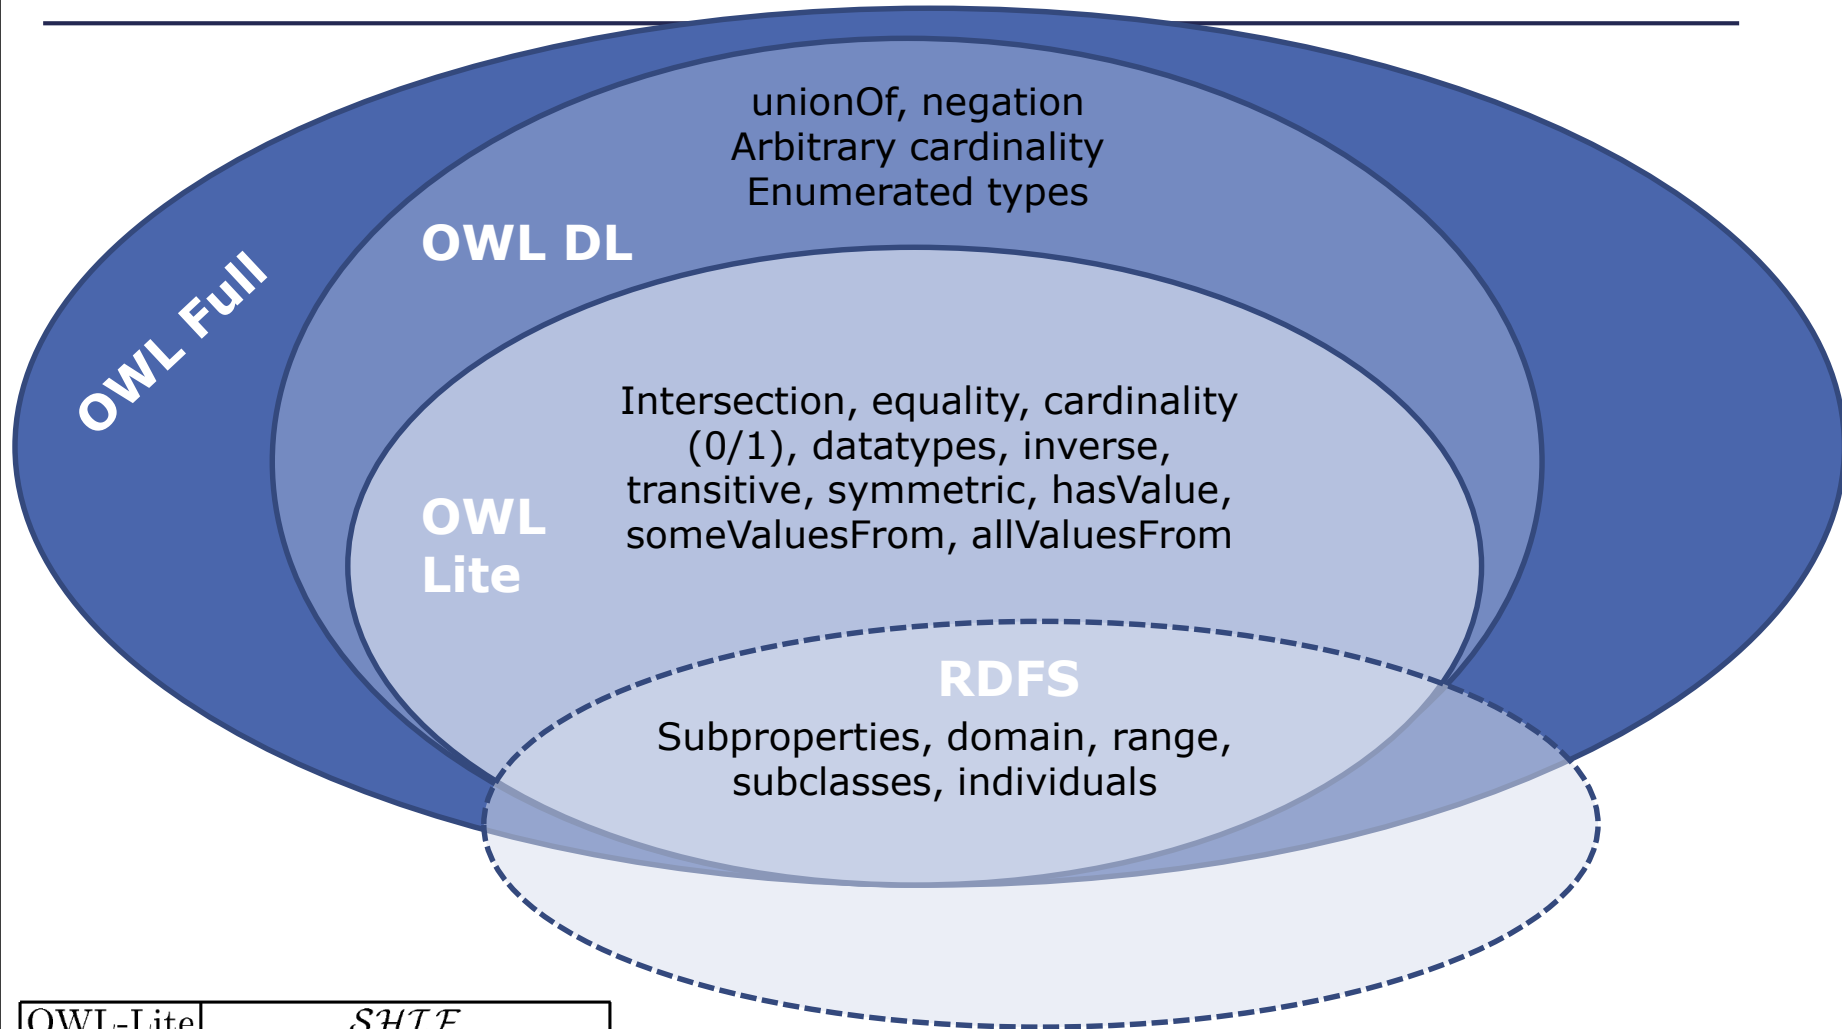 unionOf, negation
Arbitrary cardinality
Enumerated types
OWL DL
OWL Full
Intersection, equality, cardinality
(0/1), datatypes, inverse,
transitive, symmetric, hasValue,
someValuesFrom, allValuesFrom
OWL
Lite
RDFS
Subproperties, domain, range,
subclasses, individuals
OWL-Lite SHIF